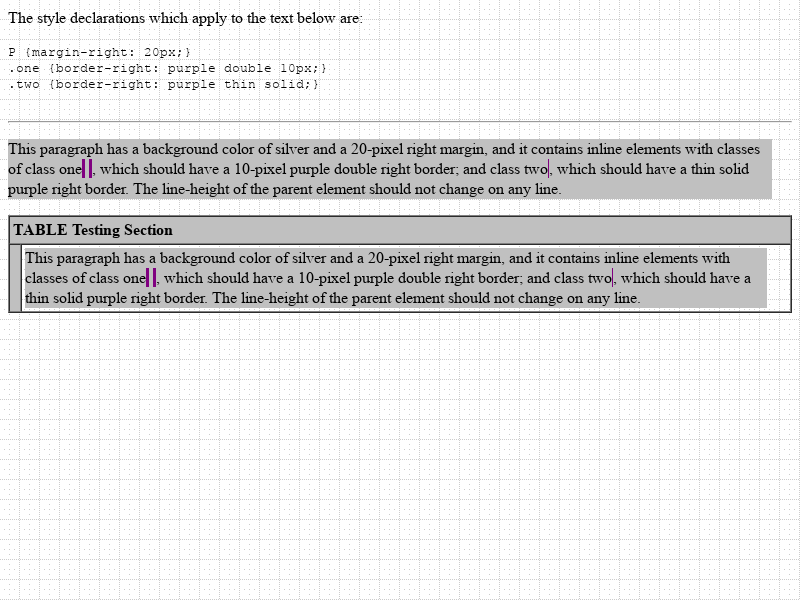 The style declarations which apply to the text below are:
P {margin-right: 20px;}
.one {border-right: purple double 10px;}
.two {border-right: purple thin solid;}
This paragraph has a background color of silver and a 20-pixel right margin, and it contains inline elements with classes
of class one, which should have a 10-pixel purple double right border; and class two, which should have a thin solid
purple right border. The line-height of the parent element should not change on any line.
TABLE Testing Section
This paragraph has a background color of silver and a 20-pixel right margin, and it contains inline elements with
classes of class one, which should have a 10-pixel purple double right border; and class two, which should have a
thin solid purple right border. The line-height of the parent element should not change on any line.